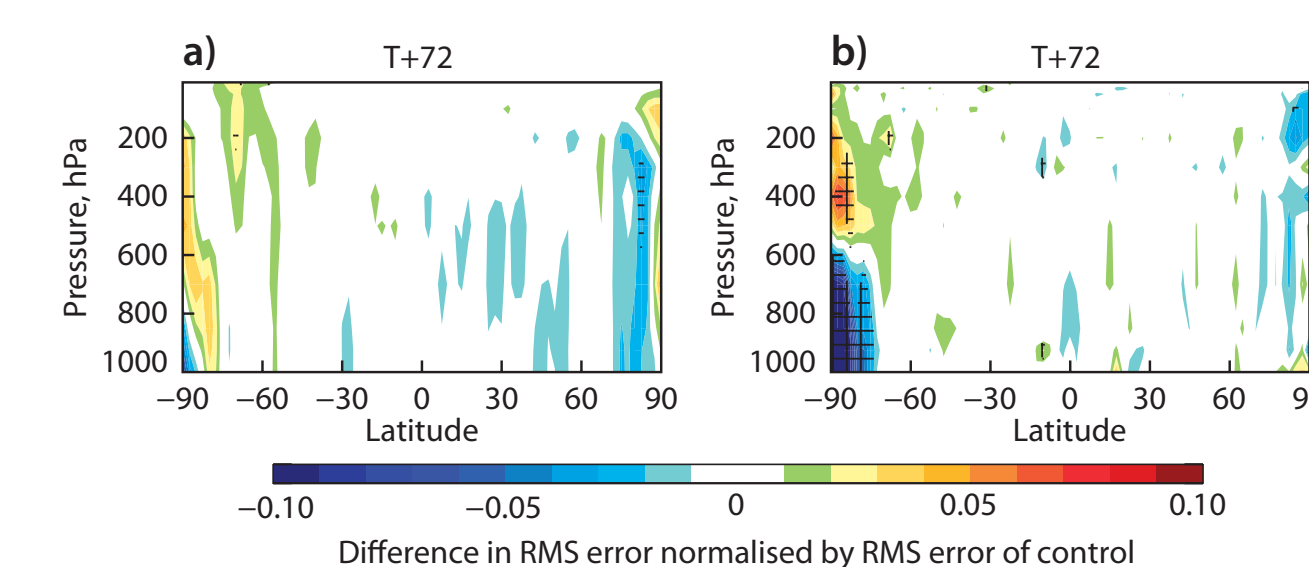 a) T+72
b) T+72
Pressure, hPa
200
400
600
800
1000
−90 −60 −30 0 30 60 90
Latitude
Pressure, hPa
200
400
600
800
1000
−90 −60 −30 0 30 60 9
Latitude
−0.10 −0.05 0 0.05 0.10
Difference in RMS error normalised by RMS error of control